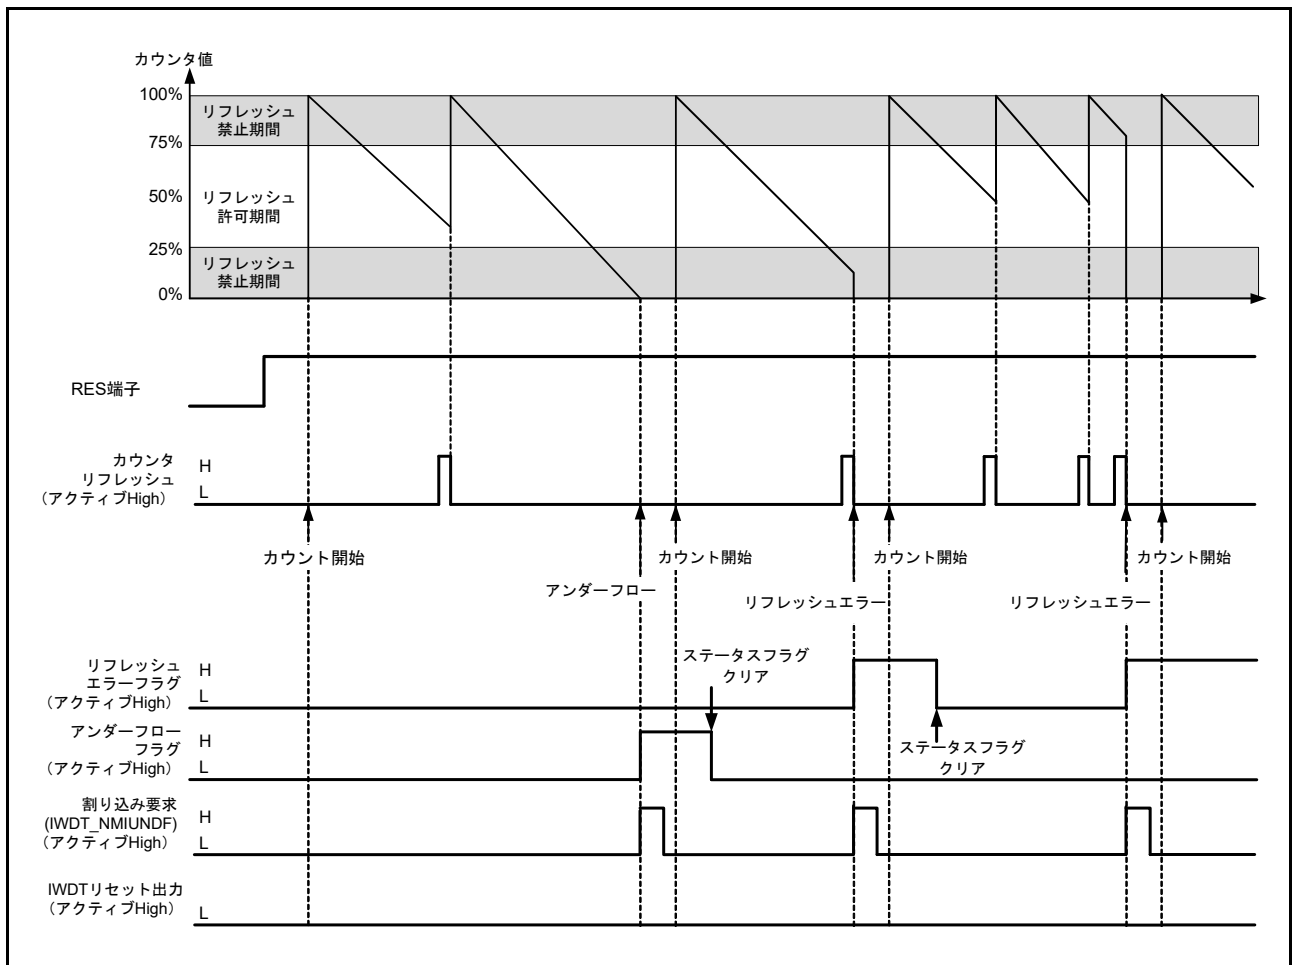 カウンタ値
100%
リフレッシュ
禁止期間
75%
50%
リフレッシュ
許可期間
25%
リフレッシュ
禁止期間
0%
RES端子
カウンタ
リフレッシュ
（アクティブHigh）
H
L
カウント開始
カウント開始
カウント開始
カウント開始
アンダーフロー
リフレッシュエラー
リフレッシュエラー
リフレッシュ
エラーフラグ
（アクティブHigh）
H
L
ステータスフラグ
クリア
アンダーフロー
フラグ
（アクティブHigh）
H
L
ステータスフラグ
クリア
割り込み要求
(IWDT_NMIUNDF)
（アクティブHigh）
H
L
IWDTリセット出力
（アクティブHigh）
L